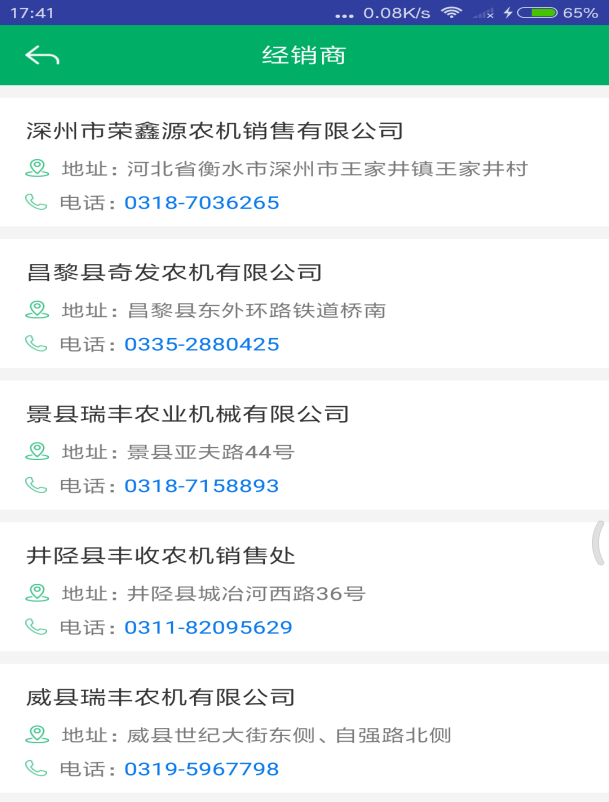 17:41 ... 0.08K/s 65%
经销商
深州市荣鑫源农机销售有限公司
地址：河北省衡水市深州市王家井镇王家井村
电话：0318-7036265
昌黎县奇发农机有限公司
地址：昌黎县东外环路铁道桥南
电话：0335-2880425
景县瑞丰农业机械有限公司
地址：景县亚夫路44号
电话：0318-7158893
井陉县丰收农机销售处
地址：井陉县城冶河西路36号
电话：0311-82095629
威县瑞丰农机有限公司
地址：威县世纪大街东侧、自强路北侧
电话：0319-5967798